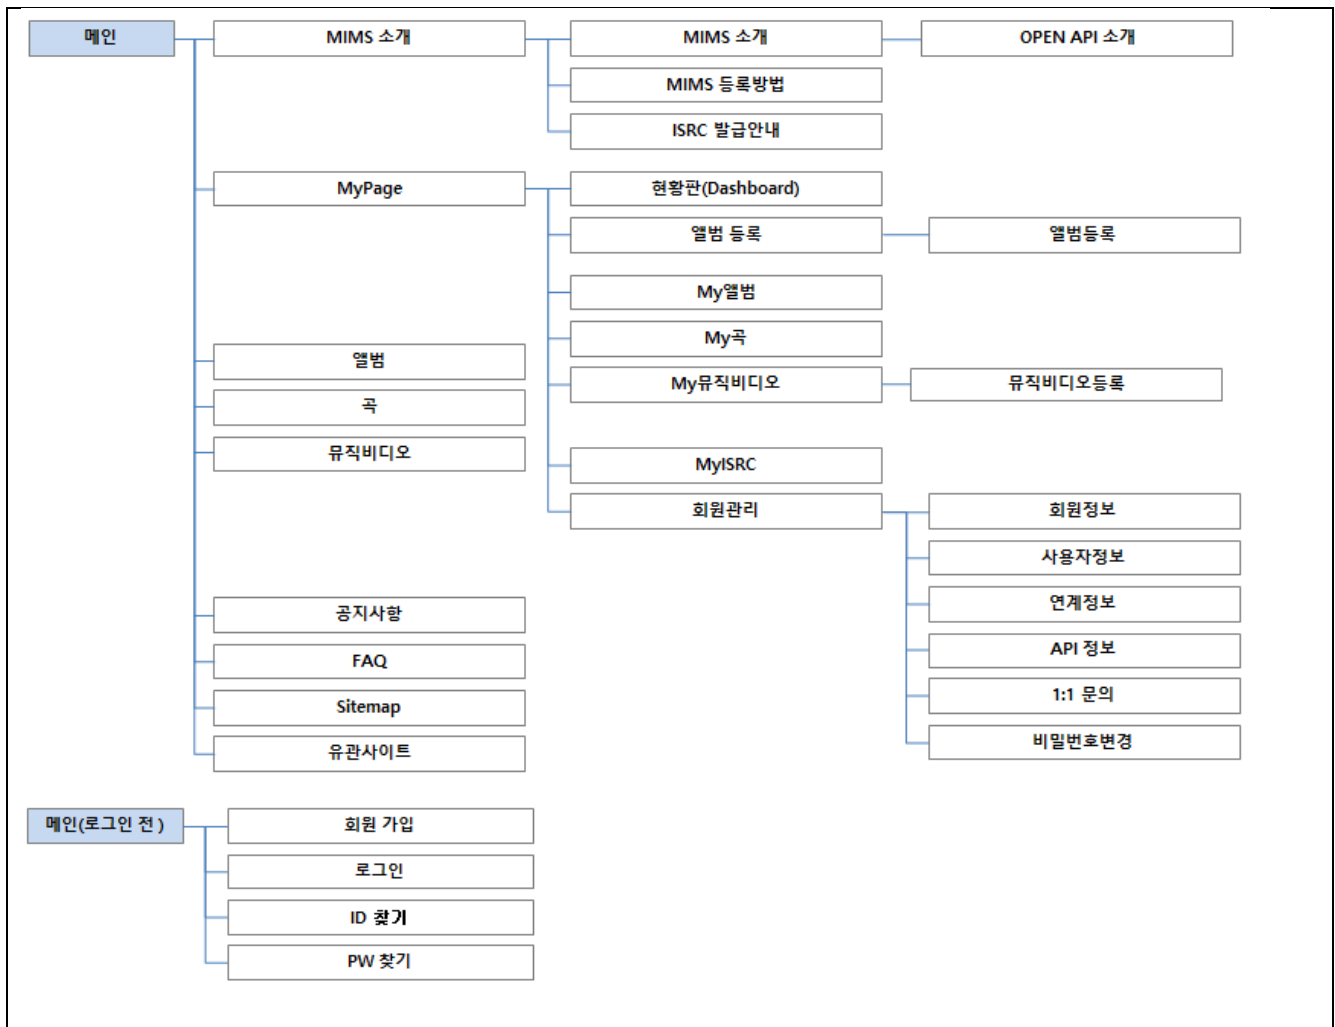 메인
MIMS 소개
MIMS 소개
OPEN API 소개
MIMS 등록방법
ISRC 발급안내
MyPage
현황판(Dashboard)
앨범 등록
앨범등록
My앨범
My곡
앨범
My뮤직비디오
뮤직비디오등록
곡
뮤직비디오
MyISRC
회원관리
회원정보
사용자정보
연계정보
공지사항
API 정보
FAQ
1:1 문의
Sitemap
비밀번호변경
유관사이트
메인(로그인 전 )
회원 가입
로그인
ID 찾기
PW 찾기